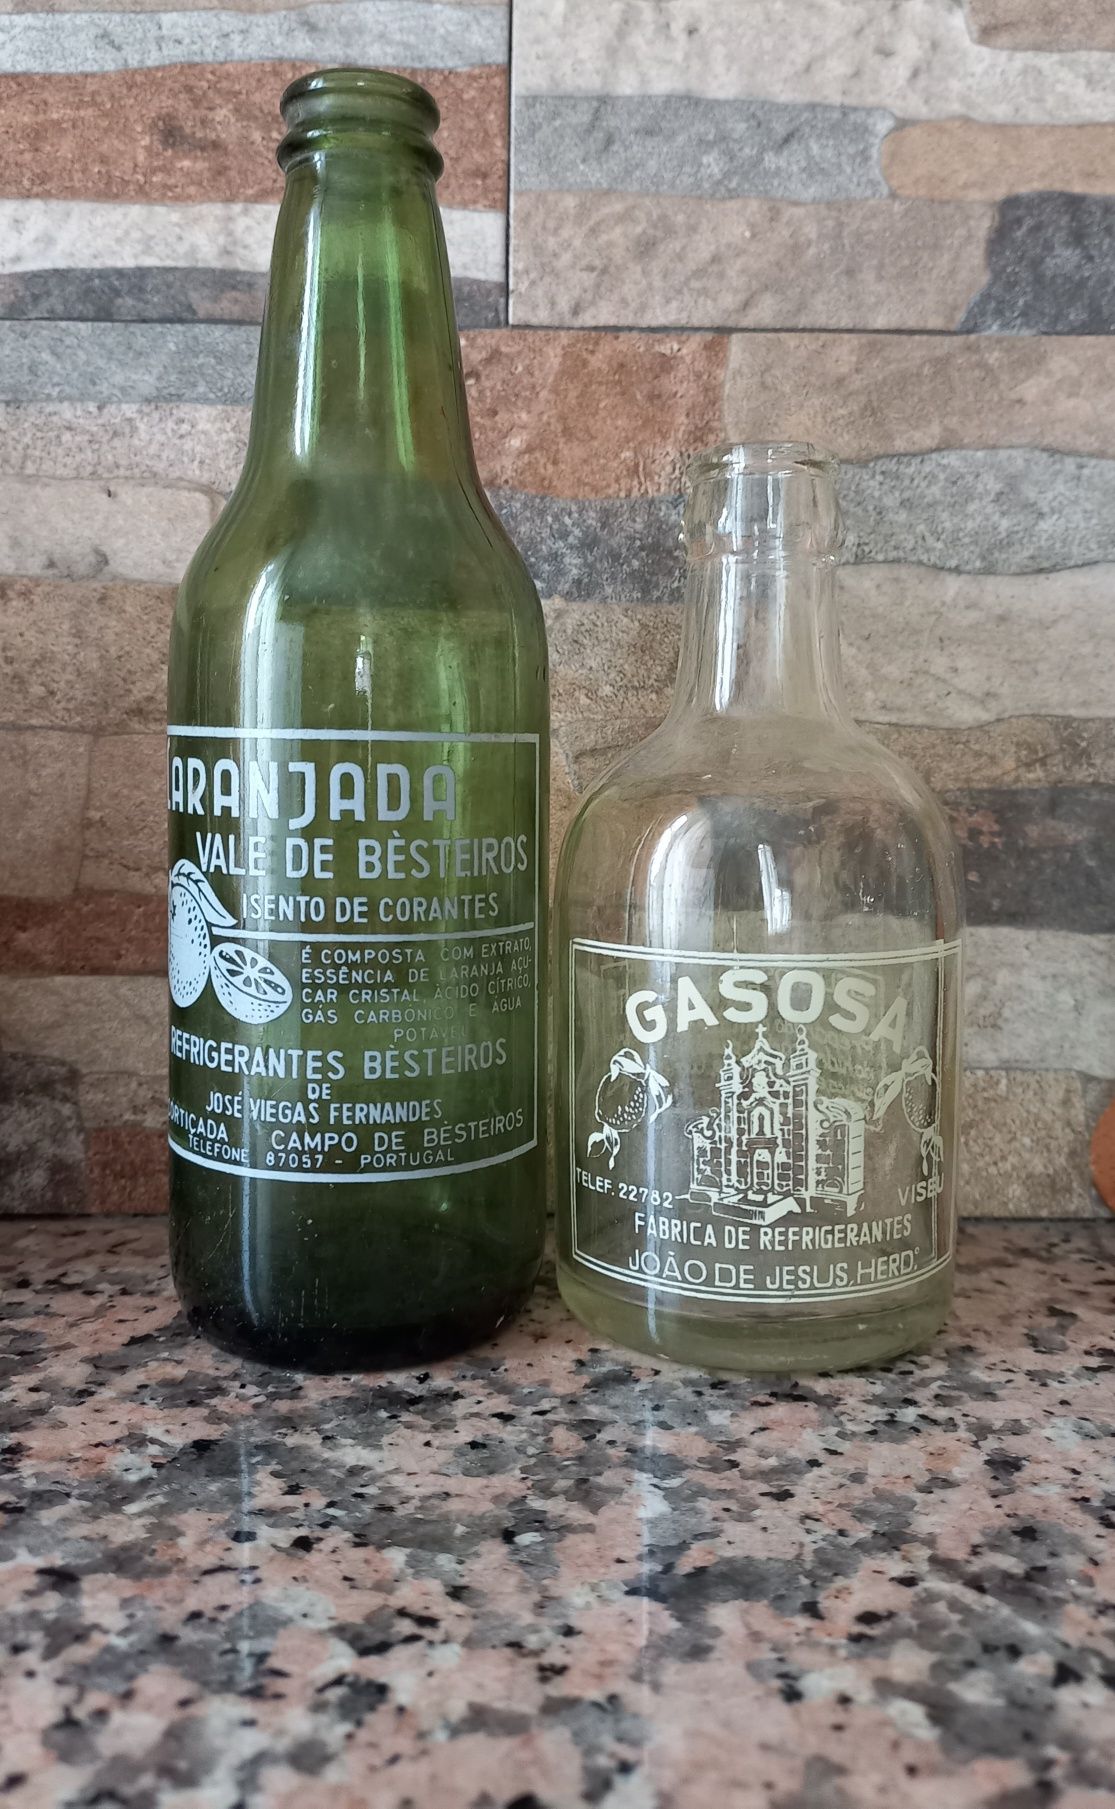 LARANJADA
VALE DE BÈSTEIROS
ISENTO DE CORANTES
É COMPOSTA COM EXTRATO,
ESSÊNCIA DE LARANJA AÇU-
CAR CRISTAL, ÀCIDO CÍTRICO,
GÁS CARBÓNICO E ÁGUA
POTÁVEL
REFRIGERANTES BÈSTEIROS
DE
JOSÉ VIEGAS FERNANDES
CORTIÇADA CAMPO DE BÈSTEIROS
TELEFONE 87057 - PORTUGAL
GASOSA
TELEF. 22782 VISEU
FÁBRICA DE REFRIGERANTES
JOÃO DE JESUS, HERD.º